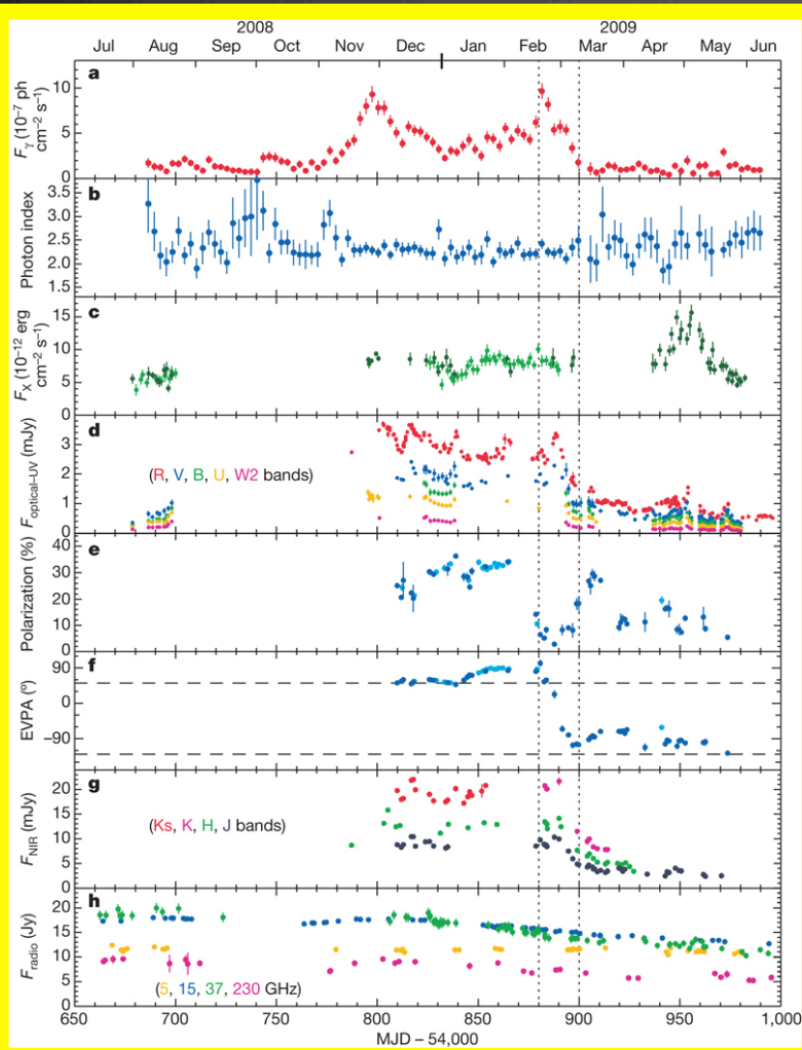 2008 2009
Jul Aug Sep Oct Nov Dec Jan Feb Mar Apr May Jun
a
10
5
0
Fγ (10⁻⁷ ph
cm⁻² s⁻¹)
b
3.5
3.0
2.5
2.0
1.5
Photon index
c
15
10
5
0
FX (10⁻¹² erg
cm⁻² s⁻¹)
d
3
2
1
0
Foptical–UV (mJy)
(R, V, B, U, W2 bands)
e
40
30
20
10
0
Polarization (%)
f
90
0
-90
EVPA (°)
g
20
15
10
5
0
FNIR (mJy)
(Ks, K, H, J bands)
h
20
15
10
5
0
Fradio (Jy)
(5, 15, 37, 230 GHz)
650 700 750 800 850 900 950 1,000
MJD – 54,000